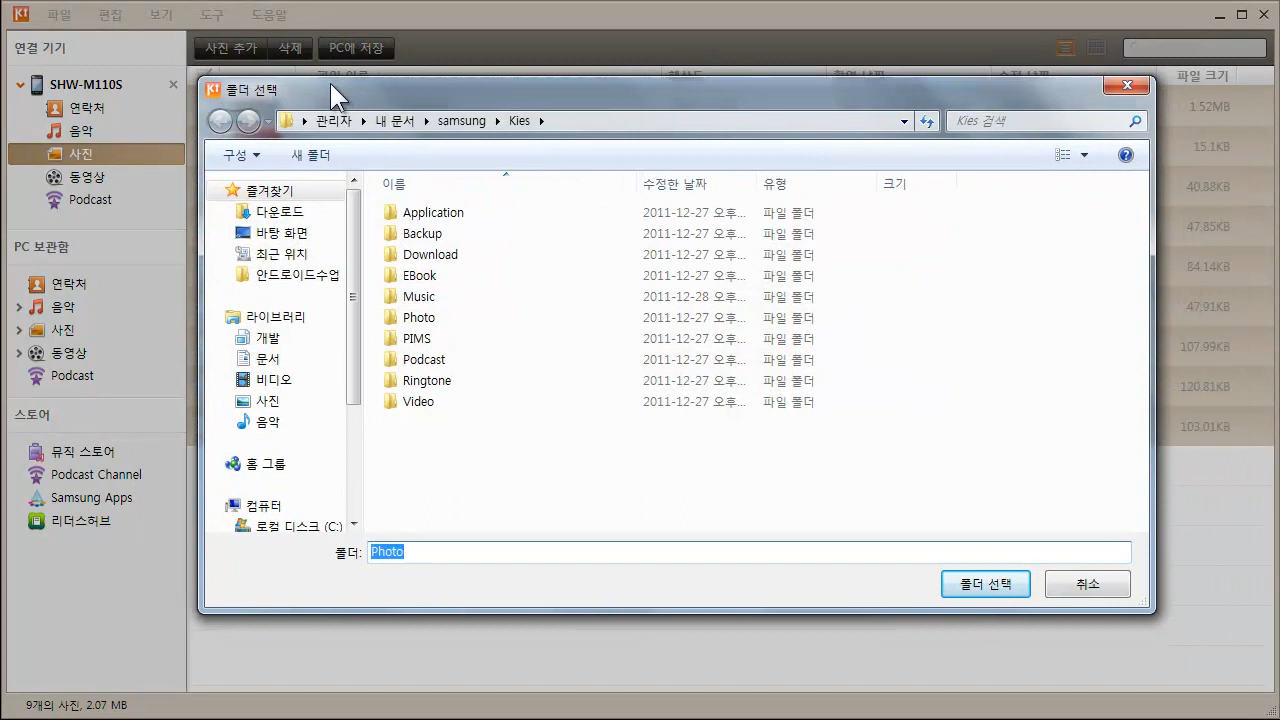 파일 편집 보기 도구 도움말
연결 기기
사진 추가 삭제 PC에 저장
파일 크기
SHW-M110S
연락처
음악
사진
동영상
Podcast
PC 보관함
연락처
음악
사진
동영상
Podcast
스토어
뮤직 스토어
Podcast Channel
Samsung Apps
리더스허브
폴더 선택
관리자 내 문서 samsung Kies
Kies 검색
구성 새 폴더
즐겨찾기
다운로드
바탕 화면
최근 위치
안드로이드수업
라이브러리
개발
문서
비디오
사진
음악
홈 그룹
컴퓨터
로컬 디스크 (C:)
이름 수정한 날짜 유형 크기
Application 2011-12-27 오후... 파일 폴더
Backup 2011-12-27 오후... 파일 폴더
Download 2011-12-27 오후... 파일 폴더
EBook 2011-12-27 오후... 파일 폴더
Music 2011-12-28 오후... 파일 폴더
Photo 2011-12-27 오후... 파일 폴더
PIMS 2011-12-27 오후... 파일 폴더
Podcast 2011-12-27 오후... 파일 폴더
Ringtone 2011-12-27 오후... 파일 폴더
Video 2011-12-27 오후... 파일 폴더
폴더: Photo
폴더 선택 취소
1.52MB
15.1KB
40.88KB
47.85KB
84.14KB
47.91KB
107.99KB
120.81KB
103.01KB
9개의 사진, 2.07 MB